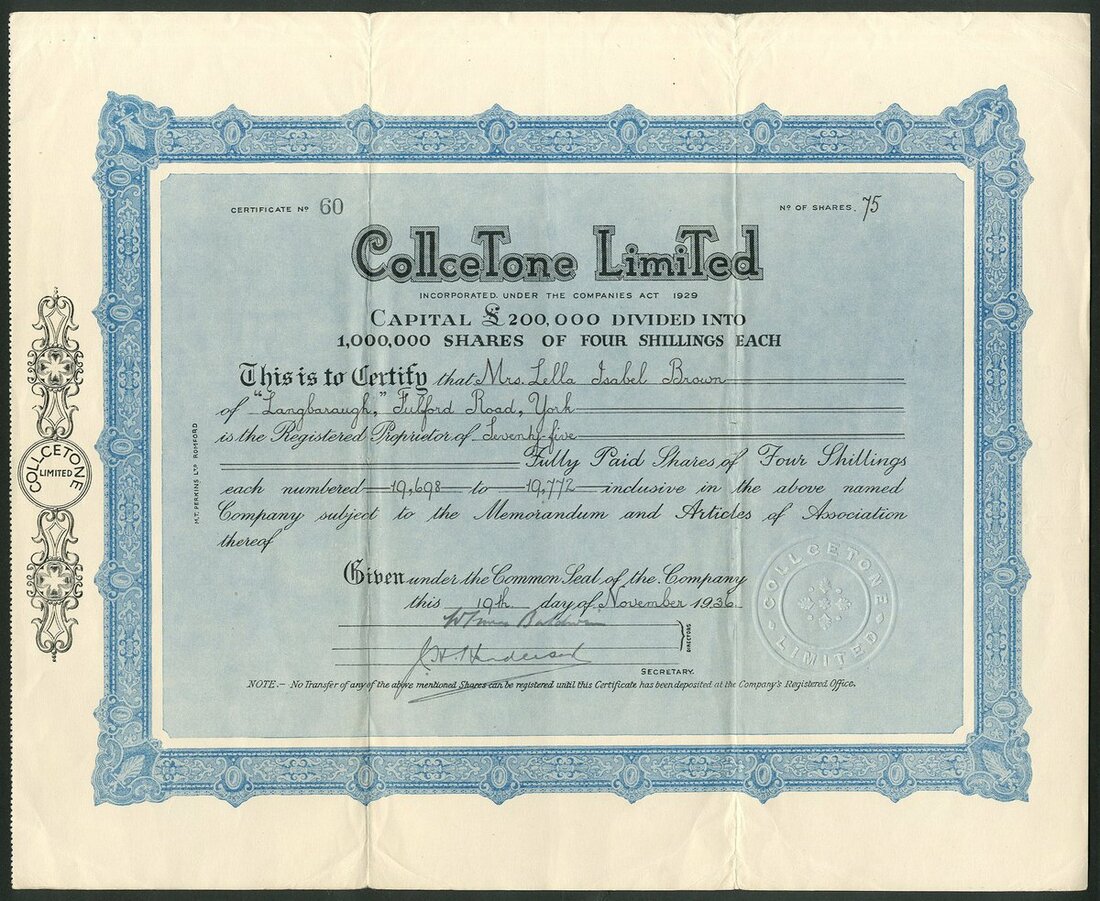 CERTIFICATE Nº 60
Nº OF SHARES. 75
CollceTone LimiTed
INCORPORATED UNDER THE COMPANIES ACT 1929
CAPITAL £200,000 DIVIDED INTO
1,000,000 SHARES OF FOUR SHILLINGS EACH
This is to Certify that Mrs. Lella Isabel Brown
of "Langbaraugh," Fulford Road, York
is the Registered Proprietor of Seventy-five
Fully Paid Shares, of Four Shillings
each numbered 19,698 to 19,772 inclusive in the above named
Company subject to the Memorandum and Articles of Association
thereof
Given under the Common Seal of the Company
this 19th day of November 1936.
Baldwin
DIRECTORS
J. H. Henderson
SECRETARY.
NOTE.— No Transfer of any of the above mentioned Shares can be registered until this Certificate has been deposited at the Company's Registered Office.
M.T. PERKINS LTD ROMFORD
COLLCETONE
LIMITED
COLLCETONE
LIMITED